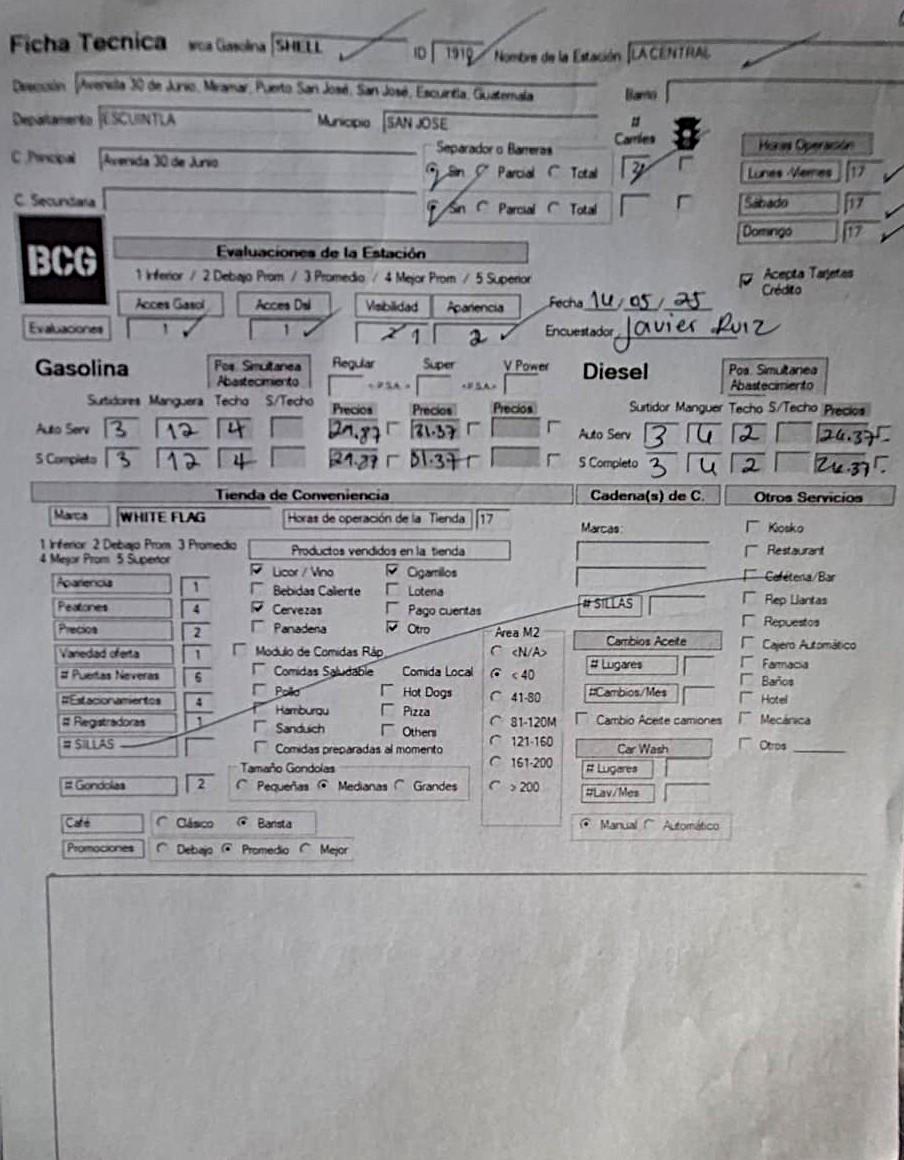 Ficha Tecnica arca Gasolina SHELL ID 1910 Nombre de la Estación LA CENTRAL
Dirección Avenida 30 de Junio, Miramar, Puerto San José, San José, Escuintla, Guatemala Barrio
Departamento ESCUINTLA Municipio SAN JOSE # Carriles
C. Principal Avenida 30 de Junio Separador o Barreras Sin Parcial Total Horas Operación
Lunes -Viernes 17
C. Secundaria Sin Parcial Total Sábado 17
Domingo 17
BCG Evaluaciones de la Estación
1 Inferior / 2 Debajo Prom / 3 Promedio / 4 Mejor Prom / 5 Superior Acepta Tarjetas Crédito
Acces Gasol Acces Dsl Visibilidad Apariencia Fecha 14/05/25
Evaluaciones 1 1 1 2 Encuestador Javier Ruiz
Gasolina Pos. Simultanea Abastecimiento Regular Super V Power Diesel Pos. Simultanea Abastecimiento
Surtidores Manguera Techo S/Techo Precios Precios Precios Surtidor Manguer Techo S/Techo Precios
Auto Serv 3 12 4 29.87 31.37 Auto Serv 3 4 2 26.37
S Completo 3 12 4 29.87 31.37 S Completo 3 4 2 26.37
Tienda de Conveniencia Cadena(s) de C. Otros Servicios
Marca WHITE FLAG Horas de operación de la Tienda 17 Marcas: Kiosko
1 Inferior 2 Debajo Prom 3 Promedio Productos vendidos en la tienda Restaurant
4 Mejor Prom 5 Superior
Apariencia 1 Licor / Vino Cigarrillos Cafétería/Bar
Peatones 4 Bebidas Caliente Loteria # SILLAS Rep Llantas
Precios 2 Cervezas Pago cuentas Repuestos
Variedad oferta 1 Panaderia Otro Area M2 Cambios Aceite Cajero Automático
# Puertas Neveras 6 Modulo de Comidas Ráp <N/A> # Lugares Farmacia
Comidas Saludable Comida Local < 40 Baños
#Estacionamientos 4 Pollo Hot Dogs 41-80 #Cambios/Mes Hotel
# Registradoras 1 Hamburgu Pizza 81-120M Cambio Aceite camiones Mecánica
# SILLAS Sanduich Others 121-160 Car Wash Otros
Comidas preparadas al momento 161-200 # Lugares
# Gondolas 2 Tamaño Gondolas Pequeñas Medianas Grandes > 200 #Lav/Mes
Café Clásico Barista Manual Automático
Promociones Debajo Promedio Mejor